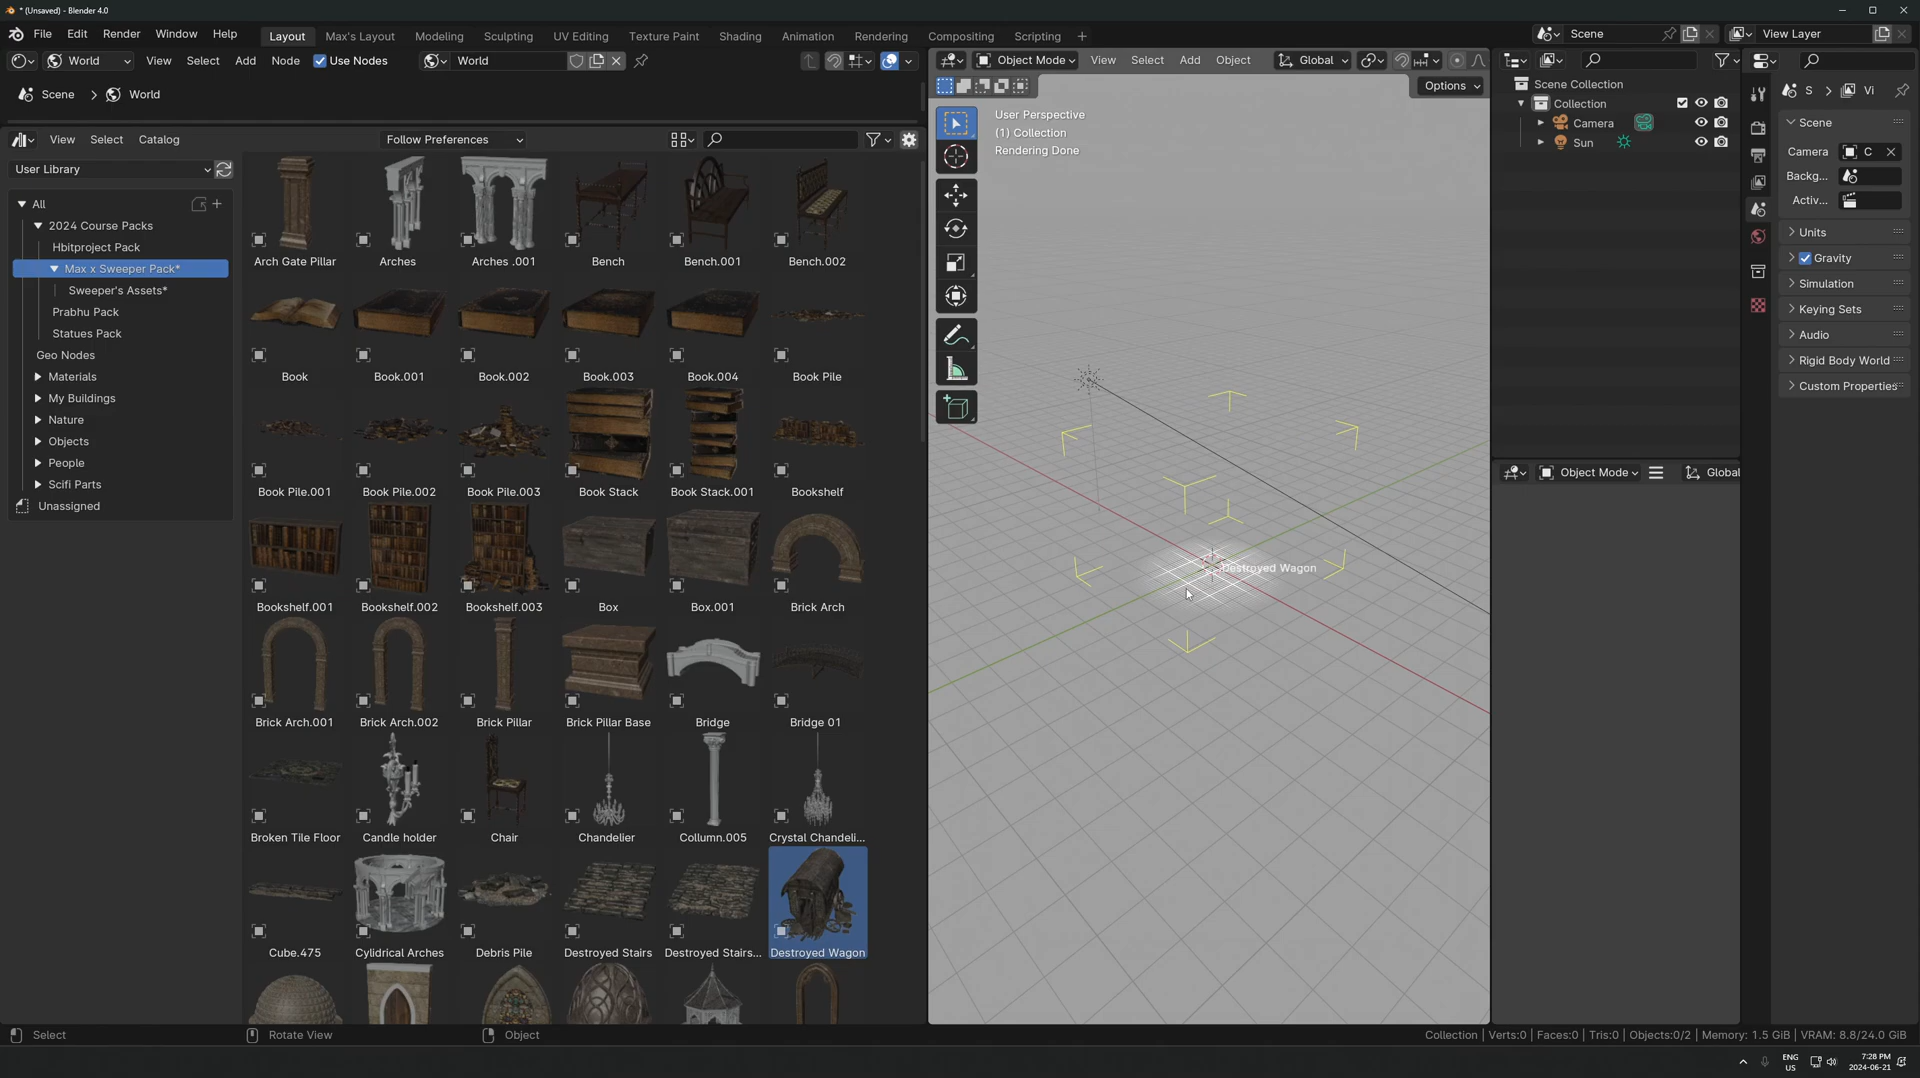 * (Unsaved) - Blender 4.0
File Edit Render Window Help
Layout Max's Layout Modeling Sculpting UV Editing Texture Paint Shading Animation Rendering Compositing Scripting
Scene
View Layer
World View Select Add Node Use Nodes World
Object Mode View Select Add Object Global
Options
Scene > World
View Select Catalog Follow Preferences
User Library
All
2024 Course Packs
Hbitproject Pack
Max x Sweeper Pack*
Sweeper's Assets*
Prabhu Pack
Statues Pack
Geo Nodes
Materials
My Buildings
Nature
Objects
People
Scifi Parts
Unassigned
Arch Gate Pillar Arches Arches .001 Bench Bench.001 Bench.002
Book Book.001 Book.002 Book.003 Book.004 Book Pile
Book Pile.001 Book Pile.002 Book Pile.003 Book Stack Book Stack.001 Bookshelf
Bookshelf.001 Bookshelf.002 Bookshelf.003 Box Box.001 Brick Arch
Brick Arch.001 Brick Arch.002 Brick Pillar Brick Pillar Base Bridge Bridge 01
Broken Tile Floor Candle holder Chair Chandelier Collumn.005 Crystal Chandeli...
Cube.475 Cylidrical Arches Debris Pile Destroyed Stairs Destroyed Stairs... Destroyed Wagon
User Perspective
(1) Collection
Rendering Done
Destroyed Wagon
Scene Collection
Collection
Camera
Sun
Object Mode Global
S > Vi
Scene
Camera C
Backg...
Activ...
Units
Gravity
Simulation
Keying Sets
Audio
Rigid Body World
Custom Properties
Select Rotate View Object
Collection | Verts:0 | Faces:0 | Tris:0 | Objects:0/2 | Memory: 1.5 GiB | VRAM: 8.8/24.0 GiB
ENG
US
7:28 PM
2024-06-21